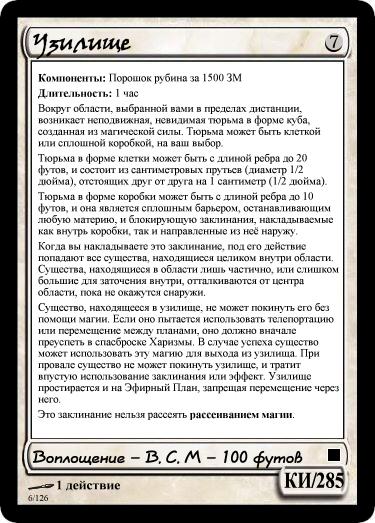 Узилище
7
Компоненты: Порошок рубина за 1500 ЗМ
Длительность: 1 час
Вокруг области, выбранной вами в пределах дистанции,
возникает неподвижная, невидимая тюрьма в форме куба,
созданная из магической силы. Тюрьма может быть клеткой
или сплошной коробкой, на ваш выбор.
Тюрьма в форме клетки может быть с длиной ребра до 20
футов, и состоит из сантиметровых прутьев (диаметр 1/2
дюйма), отстоящих друг от друга на 1 сантиметр (1/2 дюйма).
Тюрьма в форме коробки может быть с длиной ребра до 10
футов, и она является сплошным барьером, останавливающим
любую материю, и блокирующую заклинания, накладываемые
как внутрь коробки, так и направленные из неё наружу.
Когда вы накладываете это заклинание, под его действие
попадают все существа, находящиеся целиком внутри области.
Существа, находящиеся в области лишь частично, или слишком
большие для заточения внутри, отталкиваются от центра
области, пока не окажутся снаружи.
Существо, находящееся в узилище, не может покинуть его без
помощи магии. Если оно пытается использовать телепортацию
или перемещение между планами, оно должно вначале
преуспеть в спасброске Харизмы. В случае успеха существо
может использовать эту магию для выхода из узилища. При
провале существо не может покинуть узилище, и тратит
впустую использование заклинания или эффект. Узилище
простирается и на Эфирный План, запрещая перемещение через
него.
Это заклинание нельзя рассеять рассеиванием магии.
Воплощение – В, С, М – 100 футов
1 действие
КИ/285
6/126